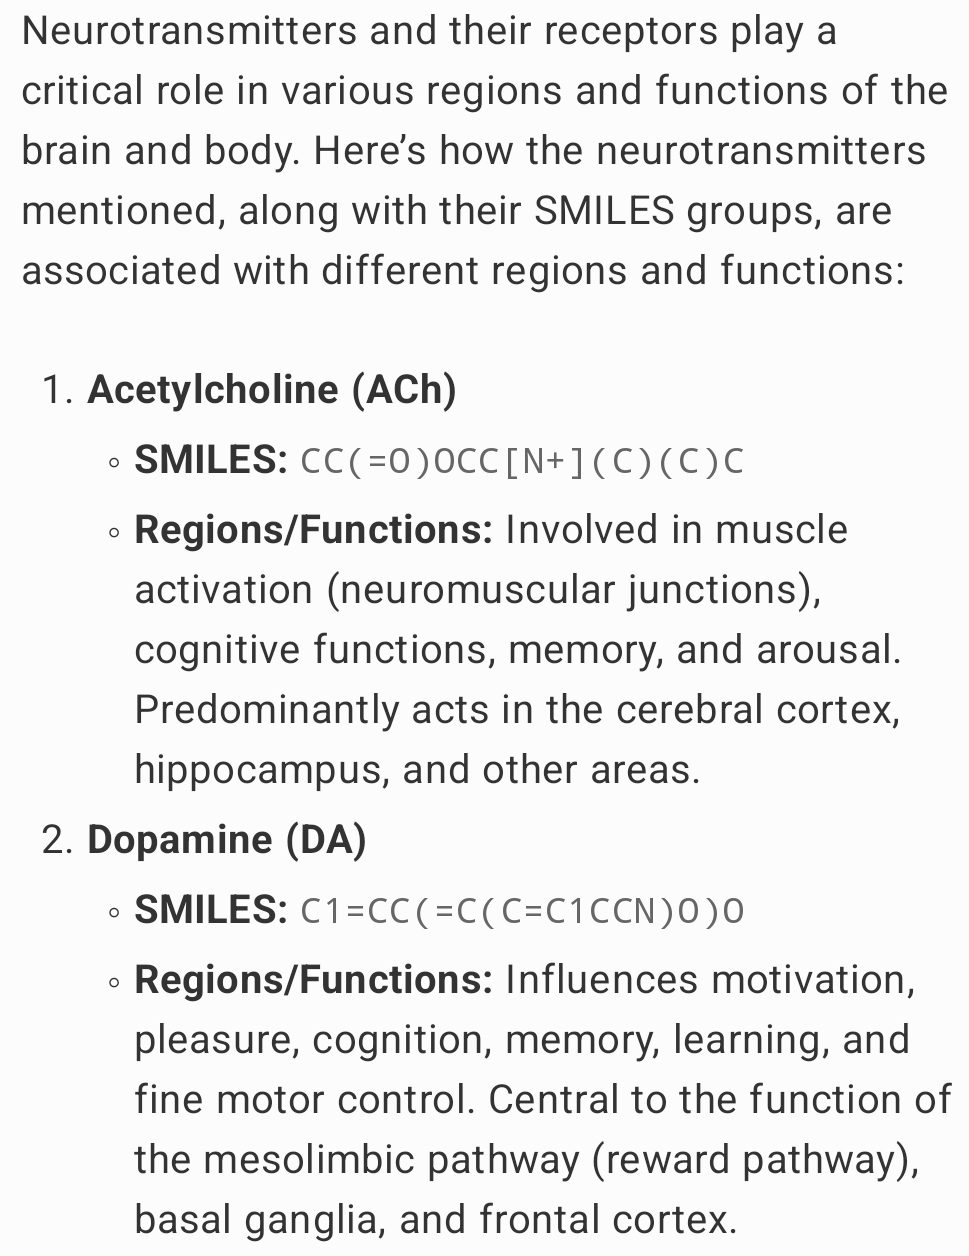 Neurotransmitters and their receptors play a
critical role in various regions and functions of the
brain and body. Here’s how the neurotransmitters
mentioned, along with their SMILES groups, are
associated with different regions and functions:
1. Acetylcholine (ACh)
◦ SMILES: CC(=O)OCC[N+](C)(C)C
◦ Regions/Functions: Involved in muscle
activation (neuromuscular junctions),
cognitive functions, memory, and arousal.
Predominantly acts in the cerebral cortex,
hippocampus, and other areas.
2. Dopamine (DA)
◦ SMILES: C1=CC(=C(C=C1CCN)O)O
◦ Regions/Functions: Influences motivation,
pleasure, cognition, memory, learning, and
fine motor control. Central to the function of
the mesolimbic pathway (reward pathway),
basal ganglia, and frontal cortex.